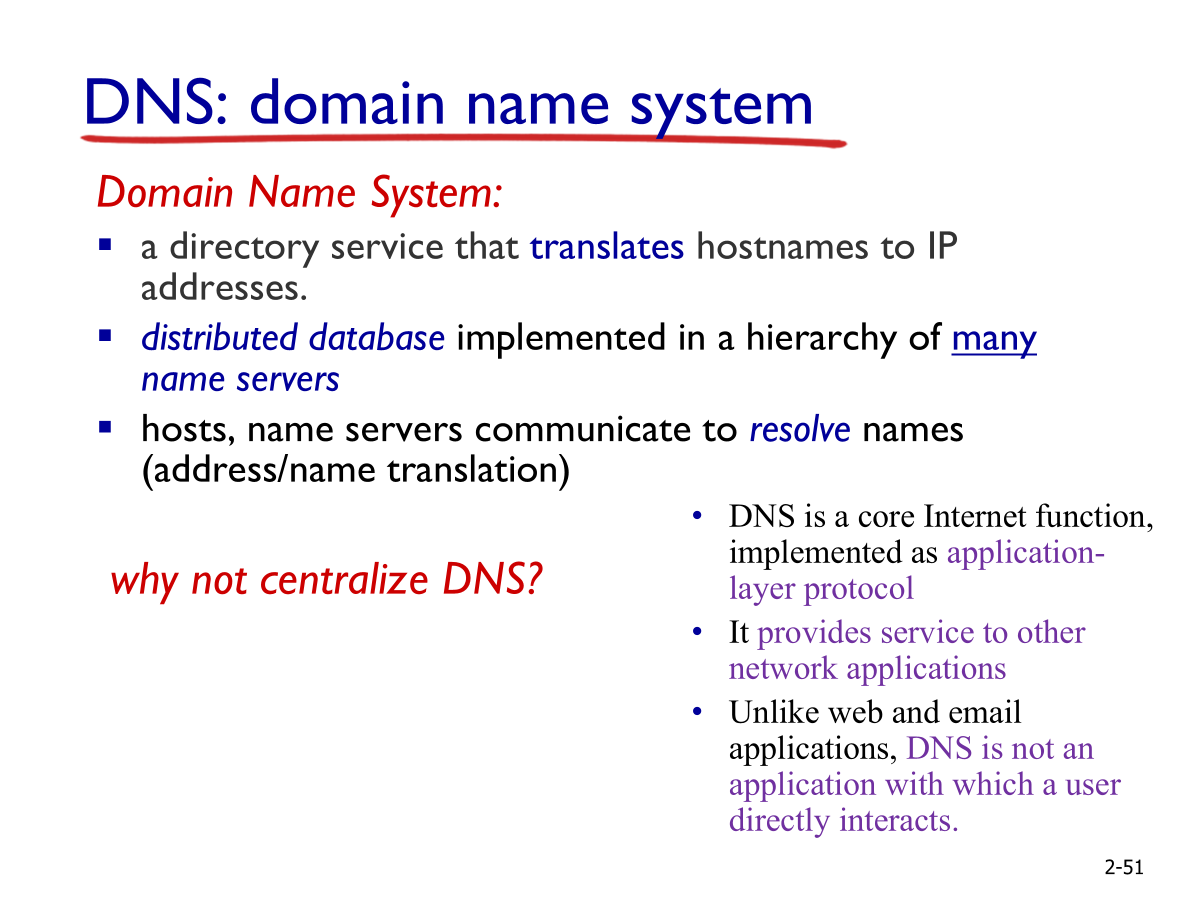 DNS: domain name system
Domain Name System:
▪ a directory service that translates hostnames to IP
addresses.
▪ distributed database implemented in a hierarchy of many
name servers
▪ hosts, name servers communicate to resolve names
(address/name translation)
why not centralize DNS?
• DNS is a core Internet function,
implemented as application-
layer protocol
• It provides service to other
network applications
• Unlike web and email
applications, DNS is not an
application with which a user
directly interacts.
2-51